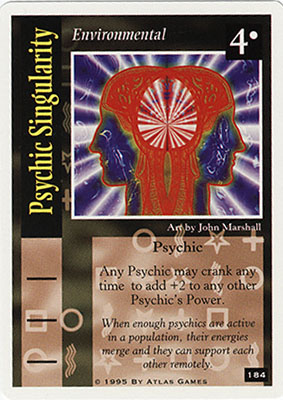 Psychic Singularity
Environmental
4•
Art by John Marshall
Psychic
Any Psychic may crank any
time to add +2 to any other
Psychic's Power.
When enough psychics are active
in a population, their energies
merge and they can support each
other remotely.
© 1995 BY ATLAS GAMES
184